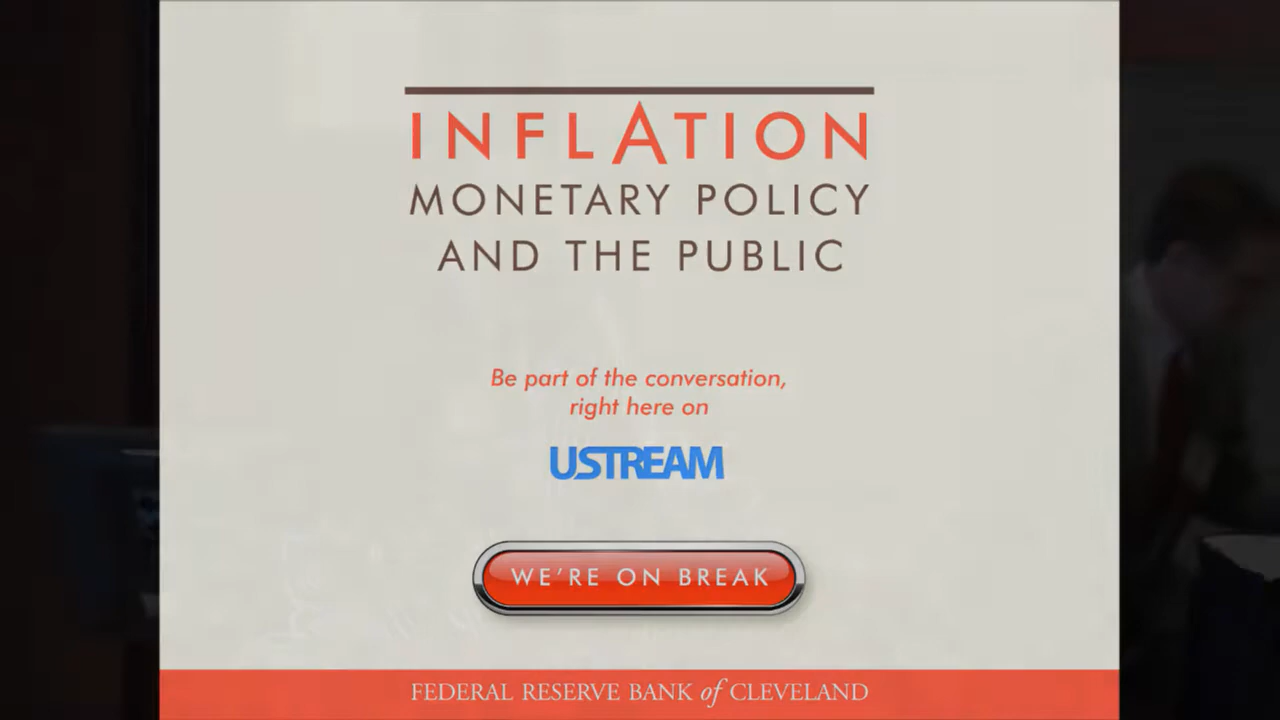 INFLATION
MONETARY POLICY
AND THE PUBLIC
Be part of the conversation,
right here on
USTREAM
WE'RE ON BREAK
FEDERAL RESERVE BANK of CLEVELAND